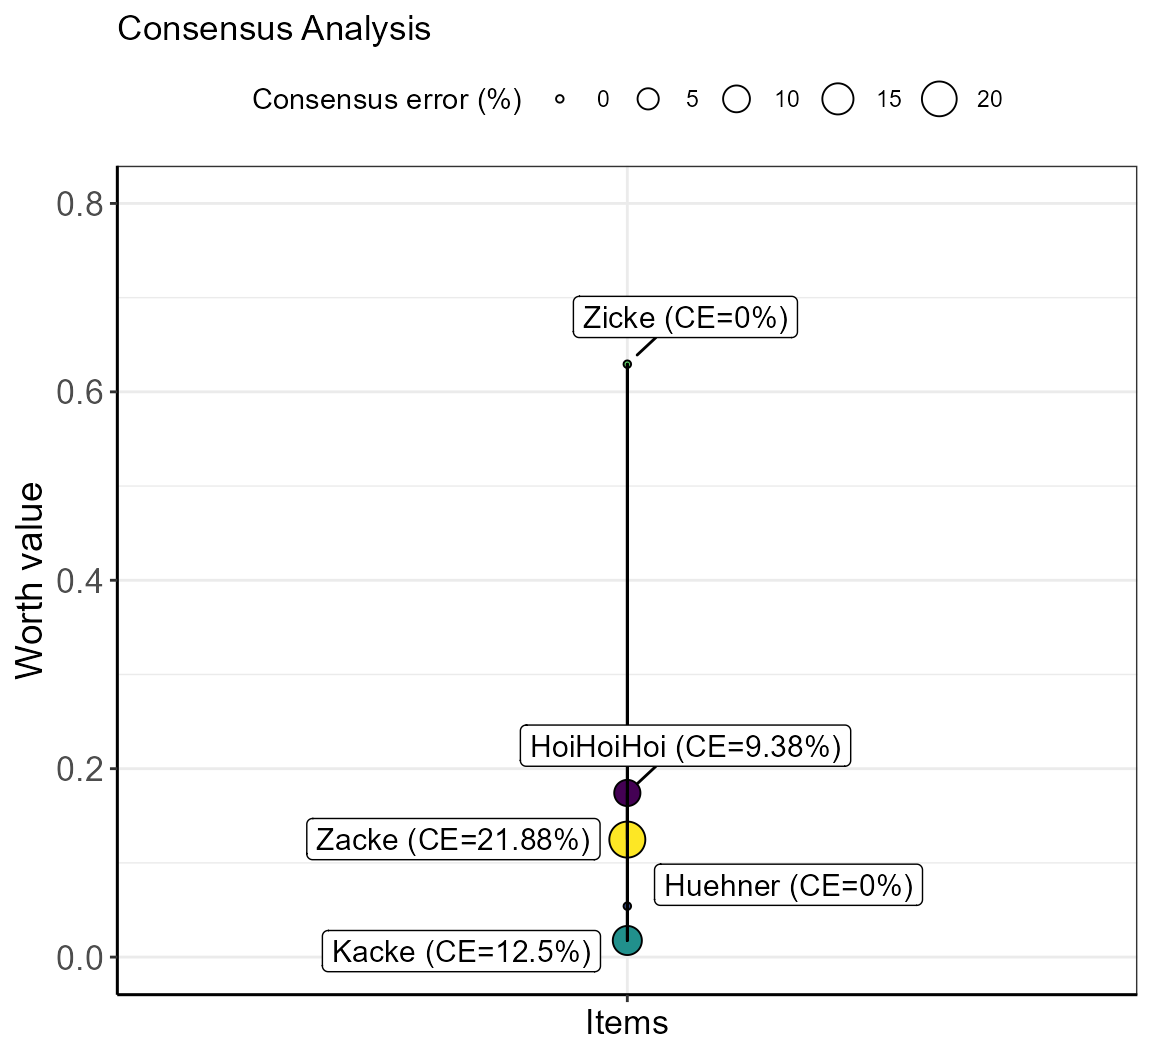 Consensus Analysis
Consensus error (%) 0 5 10 15 20
0.8
Zicke (CE=0%)
0.6
Worth value
0.4
HoiHoiHoi (CE=9.38%)
0.2
Zacke (CE=21.88%)
Huehner (CE=0%)
Kacke (CE=12.5%)
0.0
Items